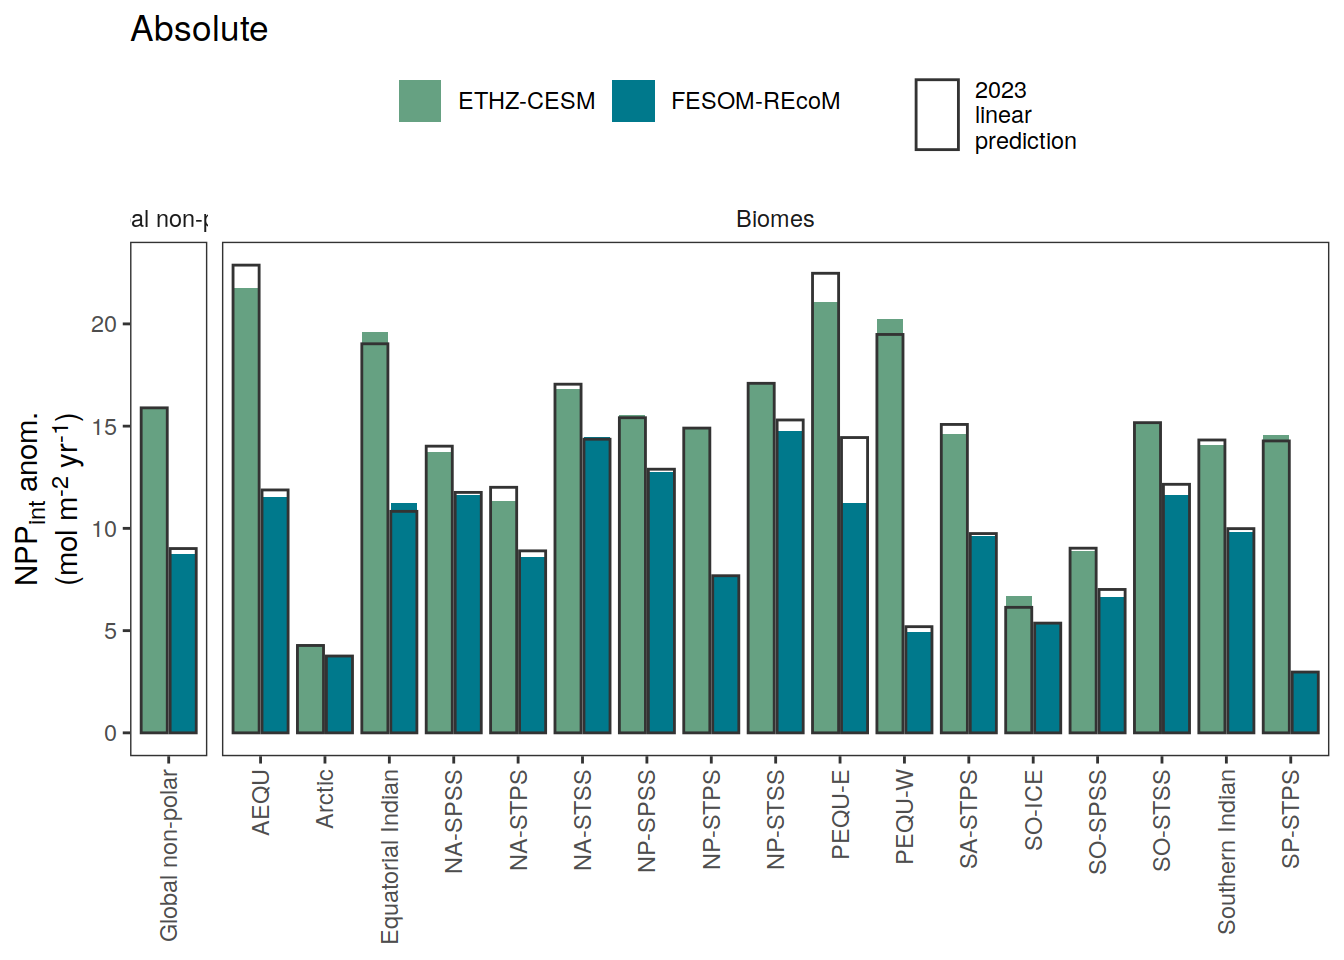 Absolute
ETHZ-CESM
FESOM-REcoM
2023
linear
prediction
al non-p
Biomes
NPPint anom.
(mol m-2 yr-1)
20
15
10
5
0
Global non-polar
AEQU
Arctic
Equatorial Indian
NA-SPSS
NA-STPS
NA-STSS
NP-SPSS
NP-STPS
NP-STSS
PEQU-E
PEQU-W
SA-STPS
SO-ICE
SO-SPSS
SO-STSS
Southern Indian
SP-STPS